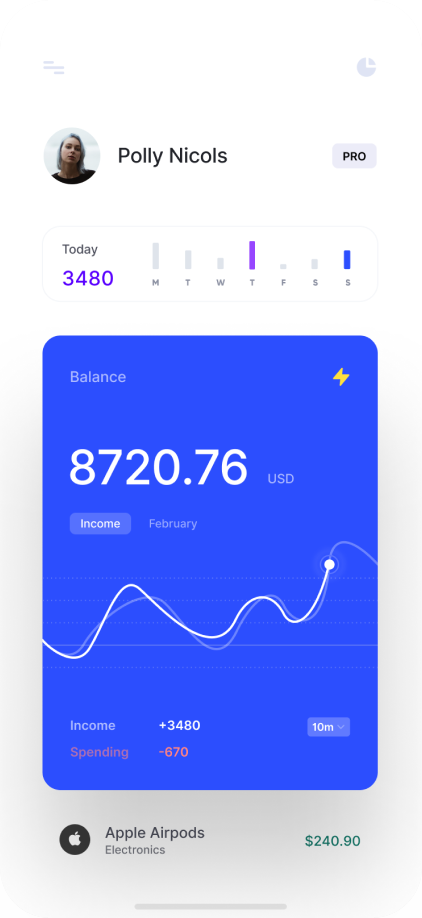 Polly Nicols
PRO
Today
3480
M T W T F S S
Balance
8720.76 USD
Income February
Income +3480
10m
Spending -670
Apple Airpods
Electronics
$240.90